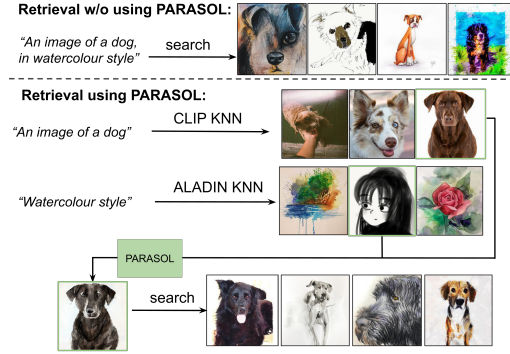 Retrieval w/o using PARASOL:
“An image of a dog,
in watercolour style”
search
Retrieval using PARASOL:
“An image of a dog”
CLIP KNN
“Watercolour style”
ALADIN KNN
PARASOL
search